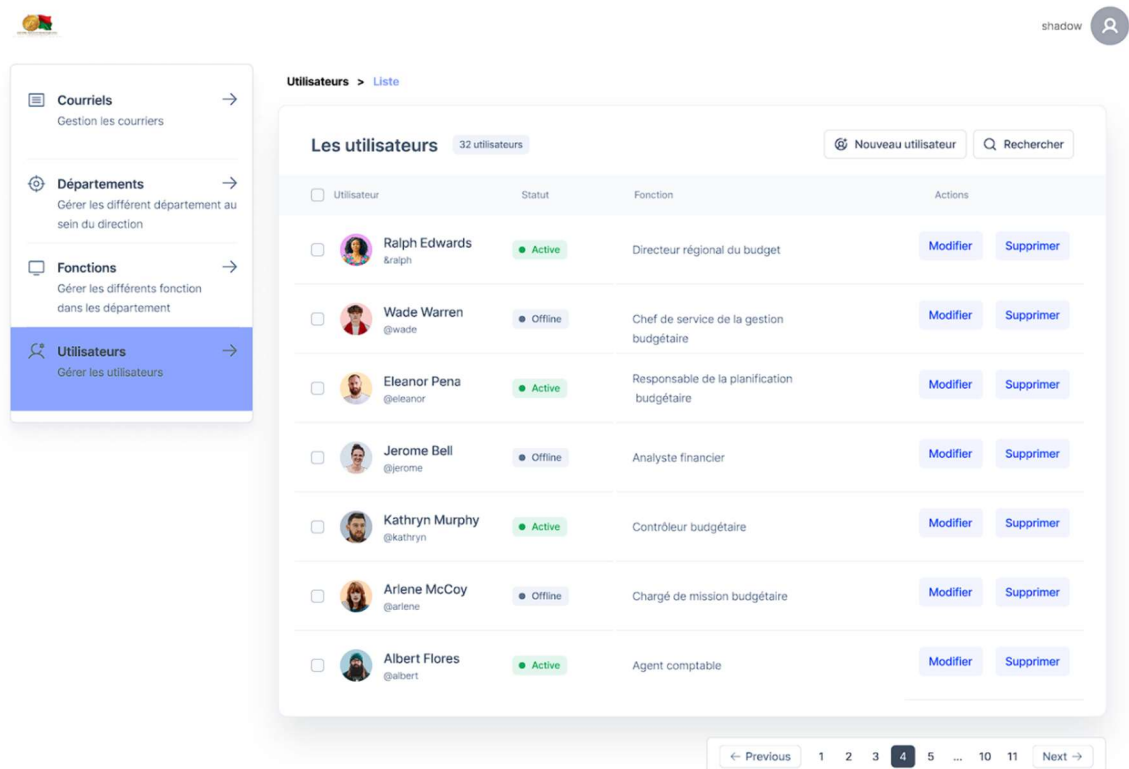 shadow
Courriels
Gestion les courriers
Départements
Gérer les différent département au
sein du direction
Fonctions
Gérer les différents fonction
dans les département
Utilisateurs
Gérer les utilisateurs
Utilisateurs > Liste
Les utilisateurs 32 utilisateurs Nouveau utilisateur Rechercher
Utilisateur Statut Fonction Actions
Ralph Edwards
&ralph
Active
Directeur régional du budget
Modifier Supprimer
Wade Warren
@wade
Offline
Chef de service de la gestion
budgétaire
Modifier Supprimer
Eleanor Pena
@eleanor
Active
Responsable de la planification
budgétaire
Modifier Supprimer
Jerome Bell
@jerome
Offline
Analyste financier
Modifier Supprimer
Kathryn Murphy
@kathryn
Active
Contrôleur budgétaire
Modifier Supprimer
Arlene McCoy
@arlene
Offline
Chargé de mission budgétaire
Modifier Supprimer
Albert Flores
@albert
Active
Agent comptable
Modifier Supprimer
← Previous 1 2 3 4 5 ... 10 11 Next →